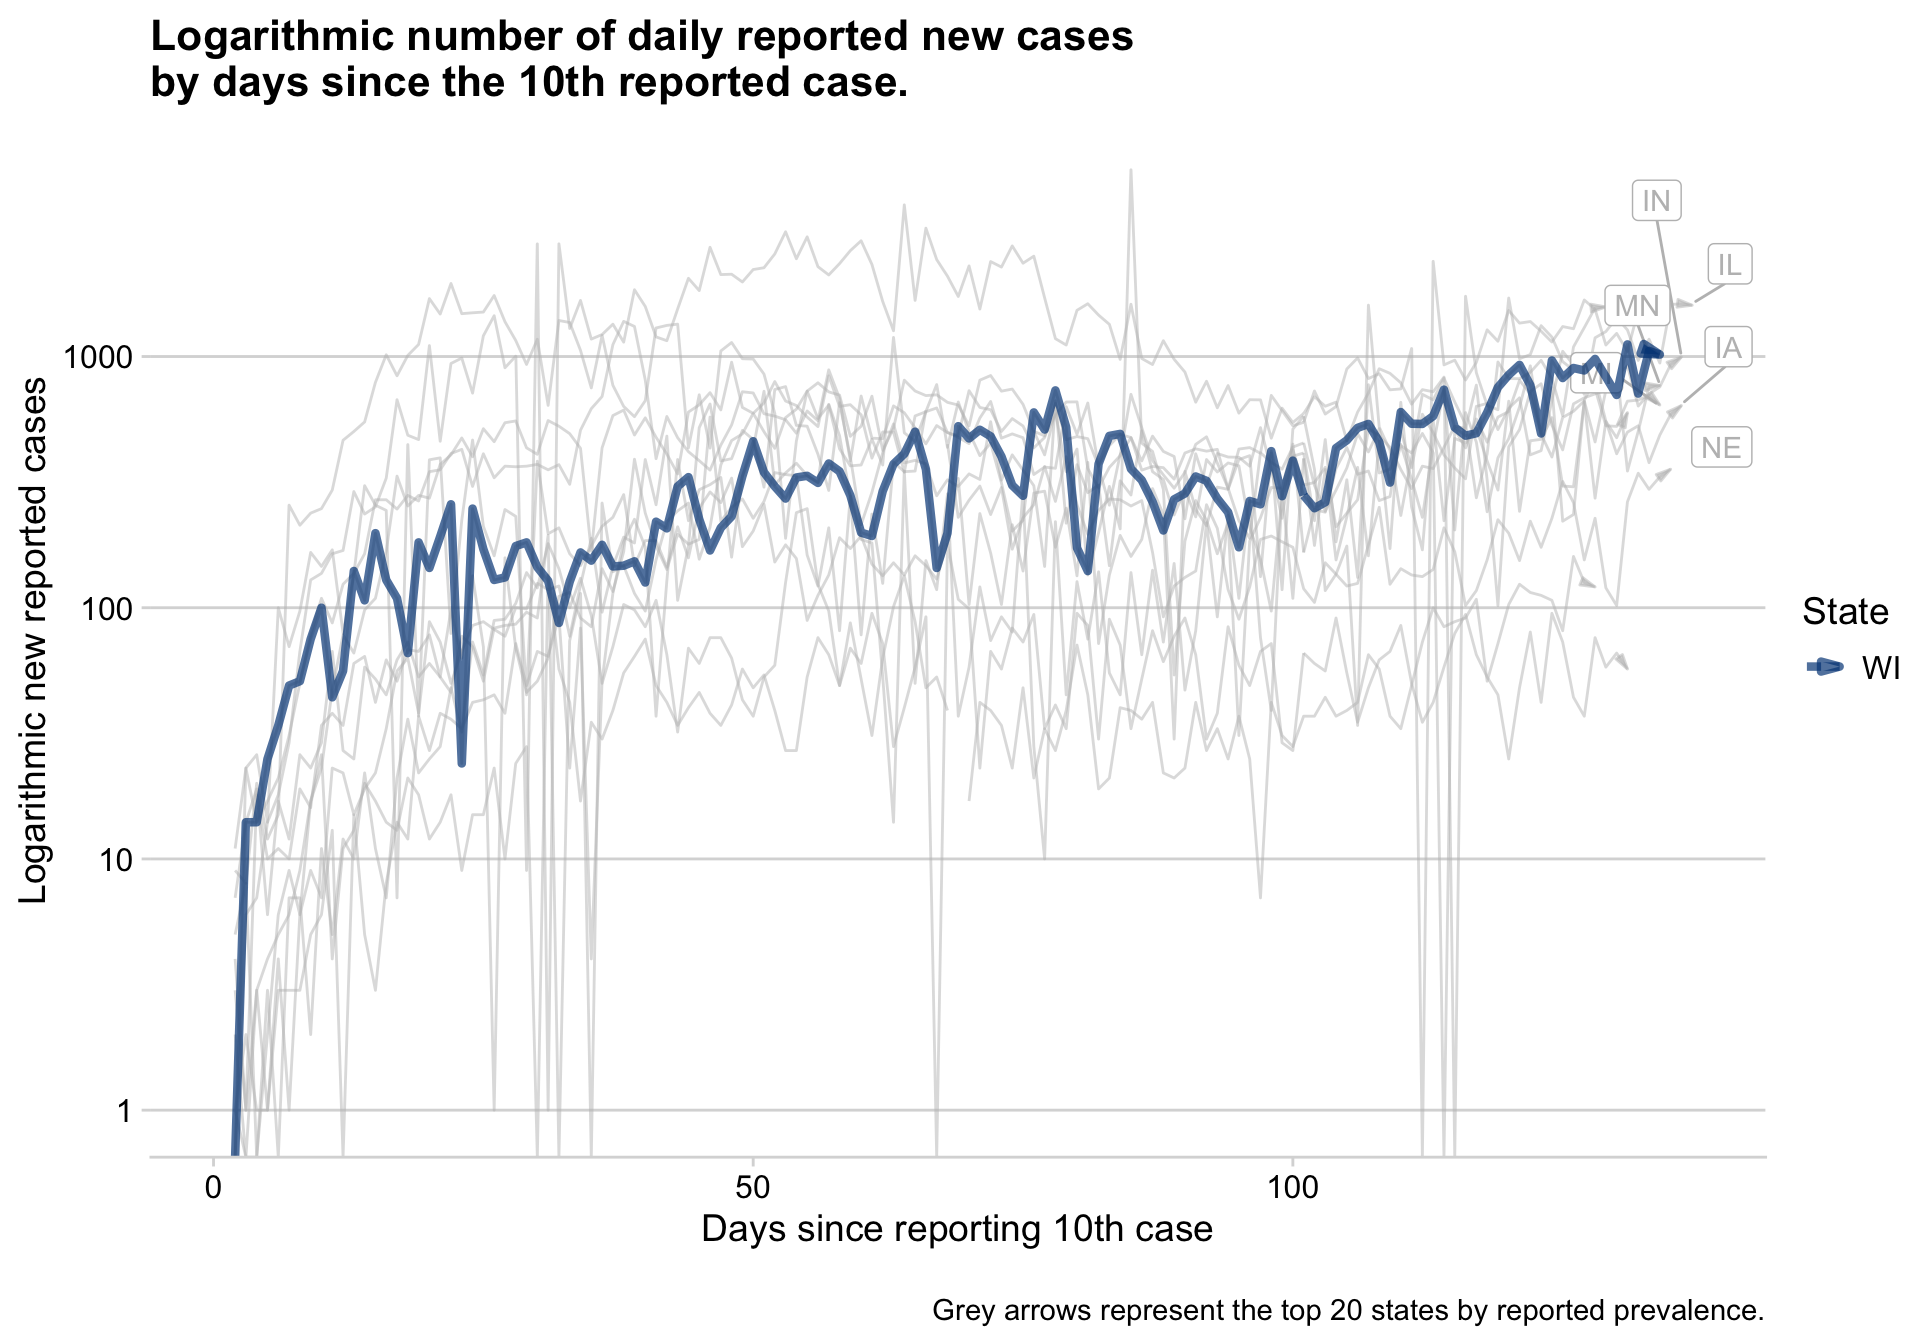 Logarithmic number of daily reported new cases
by days since the 10th reported case.
IN
IL
MN
1000
IA
MI
Logarithmic new reported cases
NE
100
State
WI
10
1
0
50
100
Days since reporting 10th case
Grey arrows represent the top 20 states by reported prevalence.